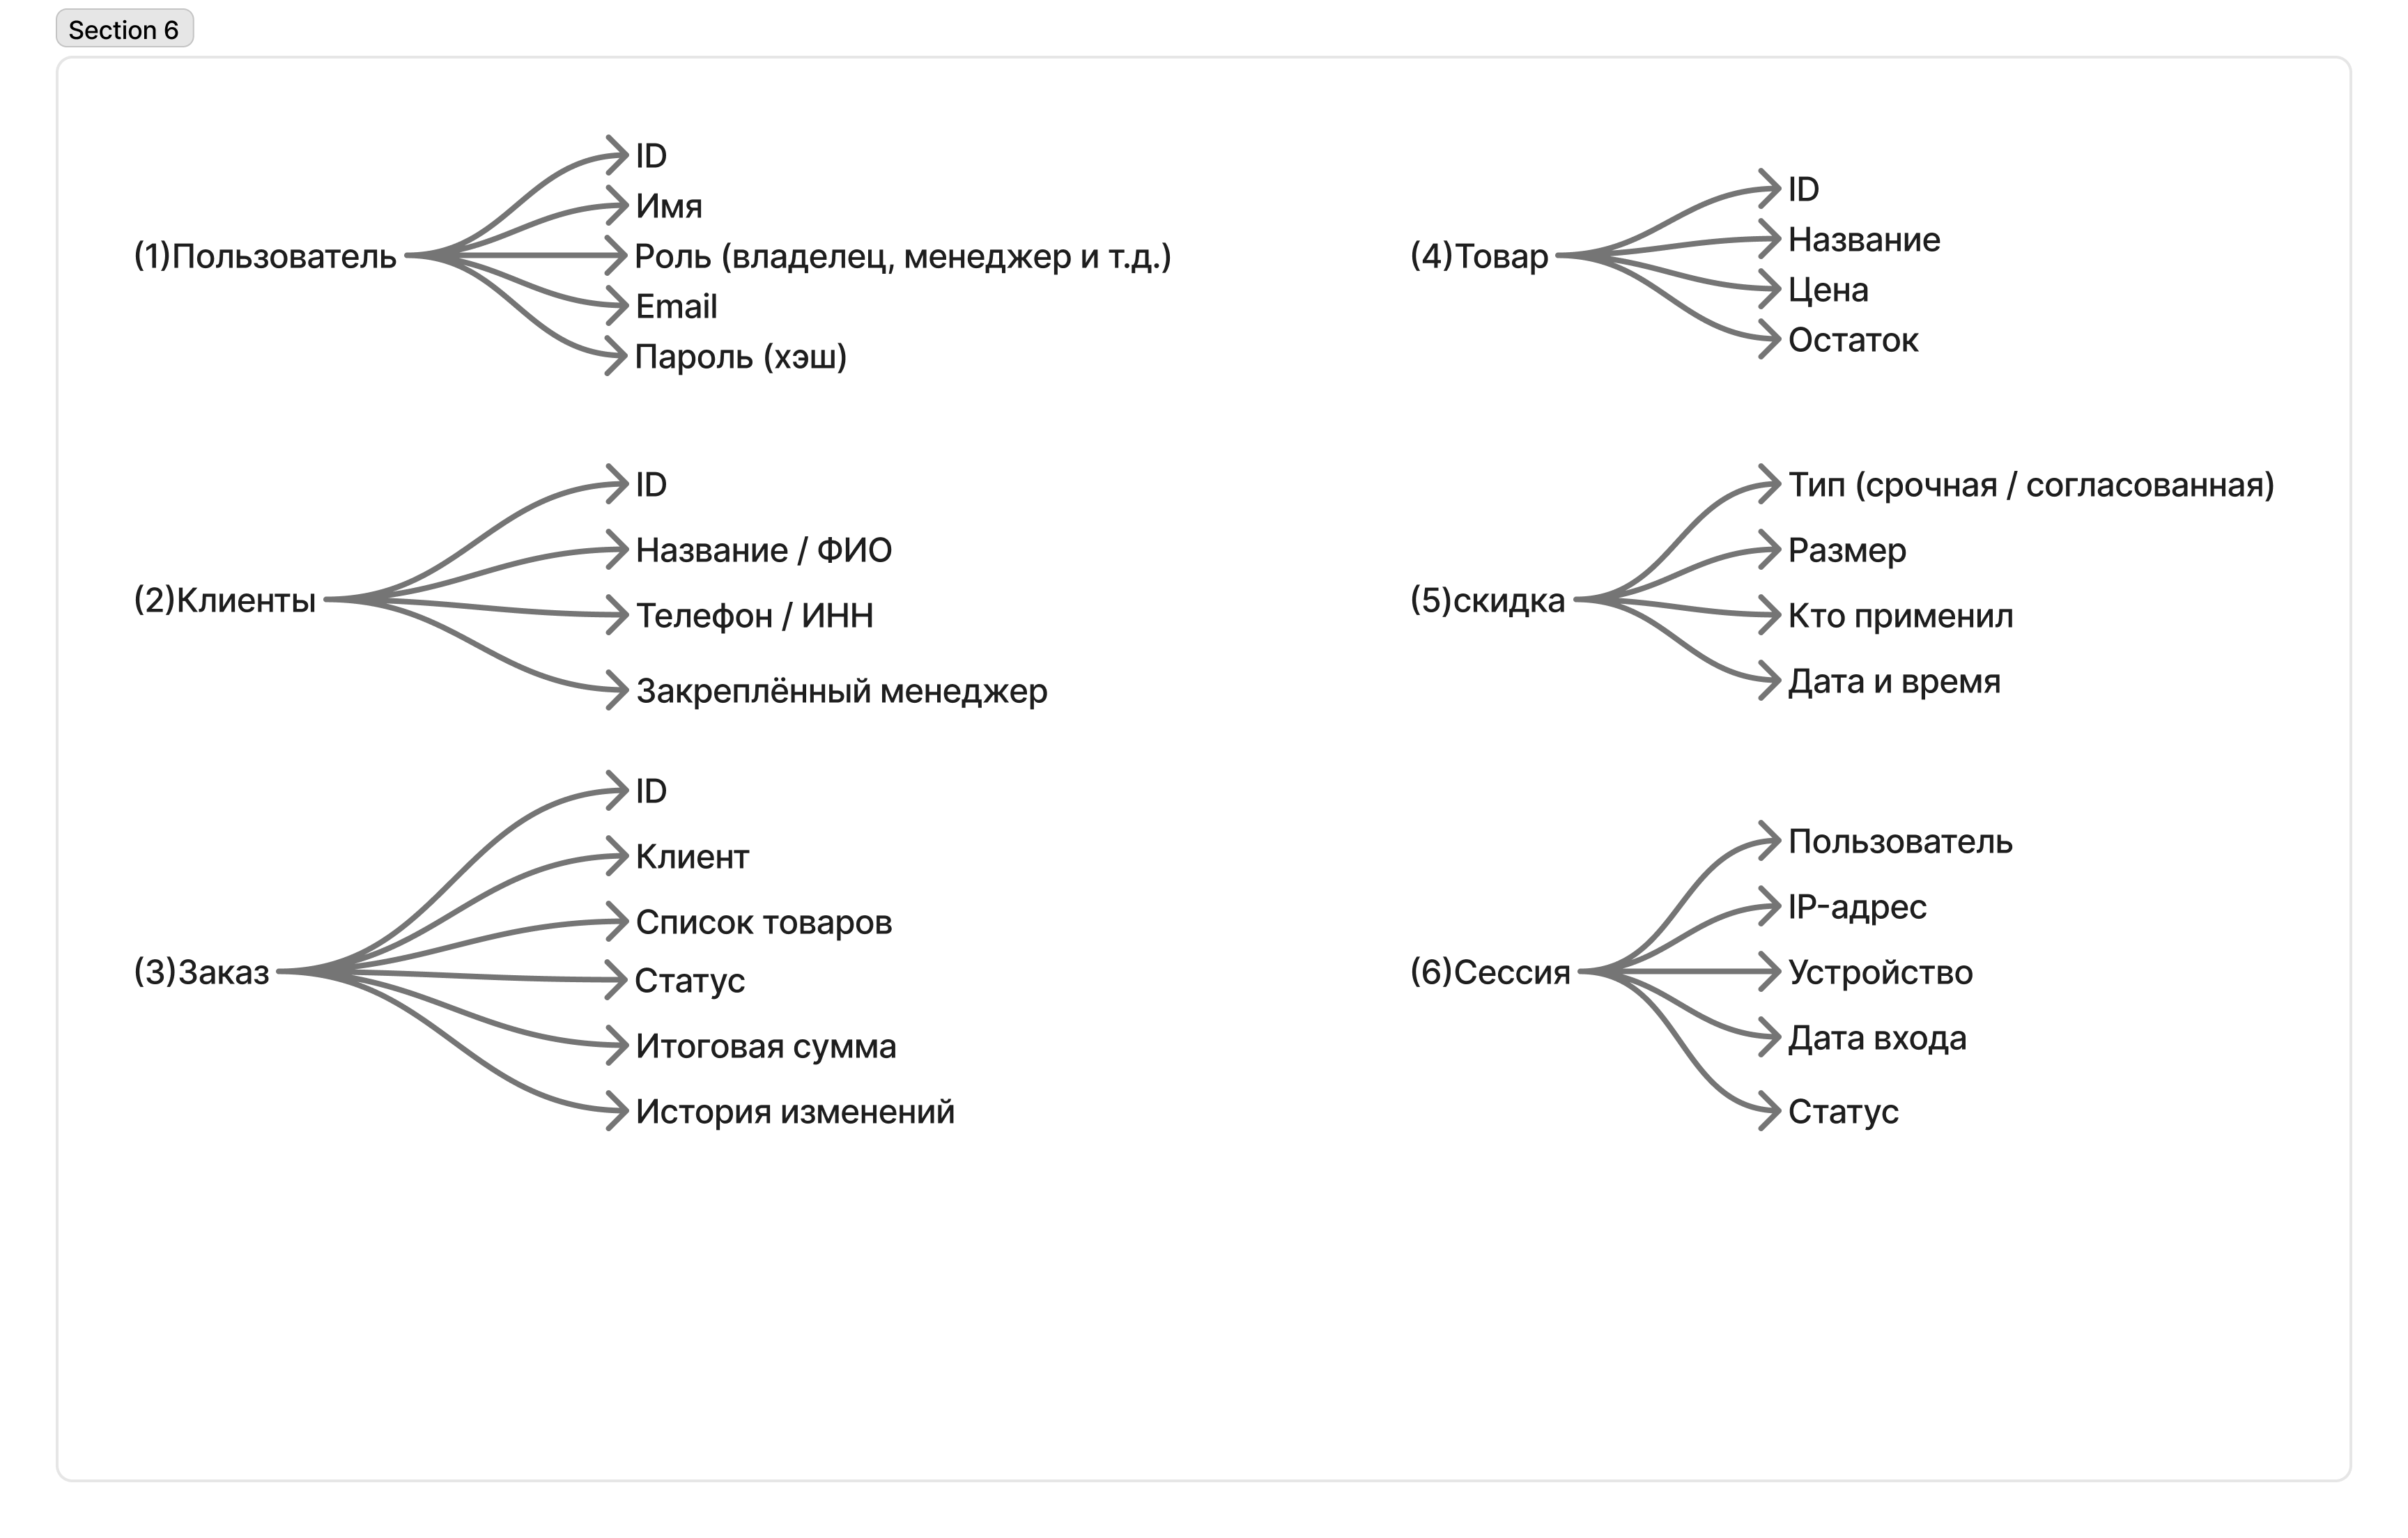 Section 6
(1)Пользователь
ID
Имя
Роль (владелец, менеджер и т.д.)
Email
Пароль (хэш)
(2)Клиенты
ID
Название / ФИО
Телефон / ИНН
Закреплённый менеджер
(3)Заказ
ID
Клиент
Список товаров
Статус
Итоговая сумма
История изменений
(4)Товар
ID
Название
Цена
Остаток
(5)скидка
Тип (срочная / согласованная)
Размер
Кто применил
Дата и время
(6)Сессия
Пользователь
IP-адрес
Устройство
Дата входа
Статус